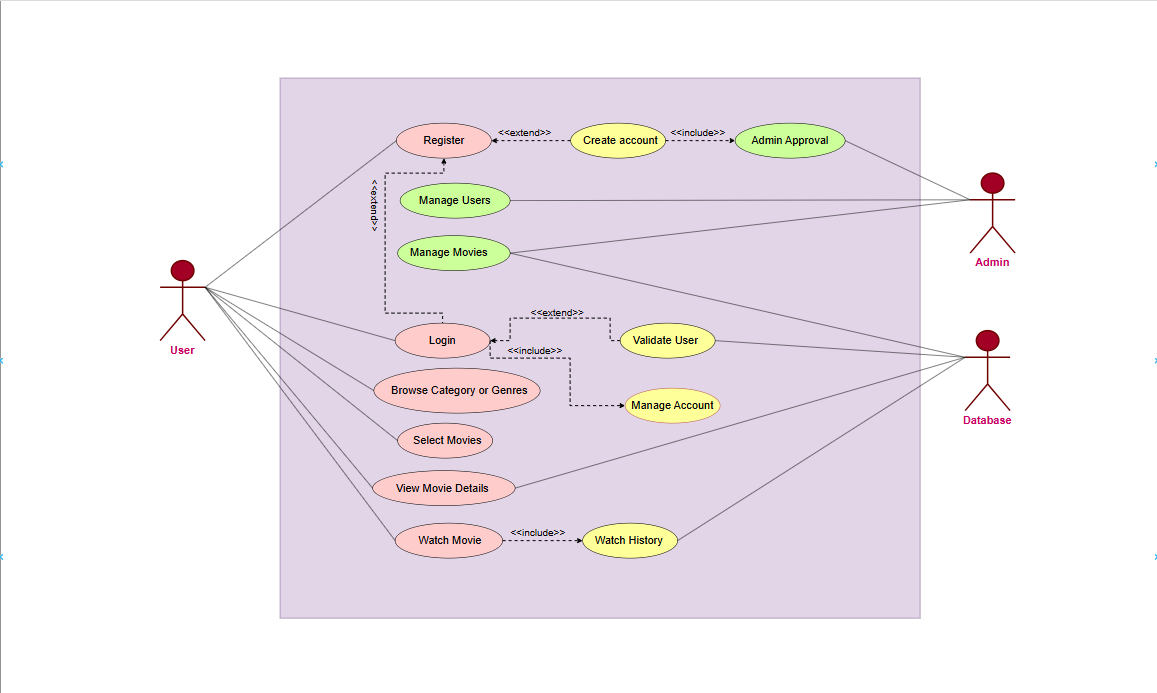 Register
<<extend>>
Create account
<<include>>
Admin Approval
<<extend>>
Manage Users
Manage Movies
Admin
User
Login
<<extend>>
Validate User
<<include>>
Browse Category or Genres
Manage Account
Database
Select Movies
View Movie Details
Watch Movie
<<include>>
Watch History